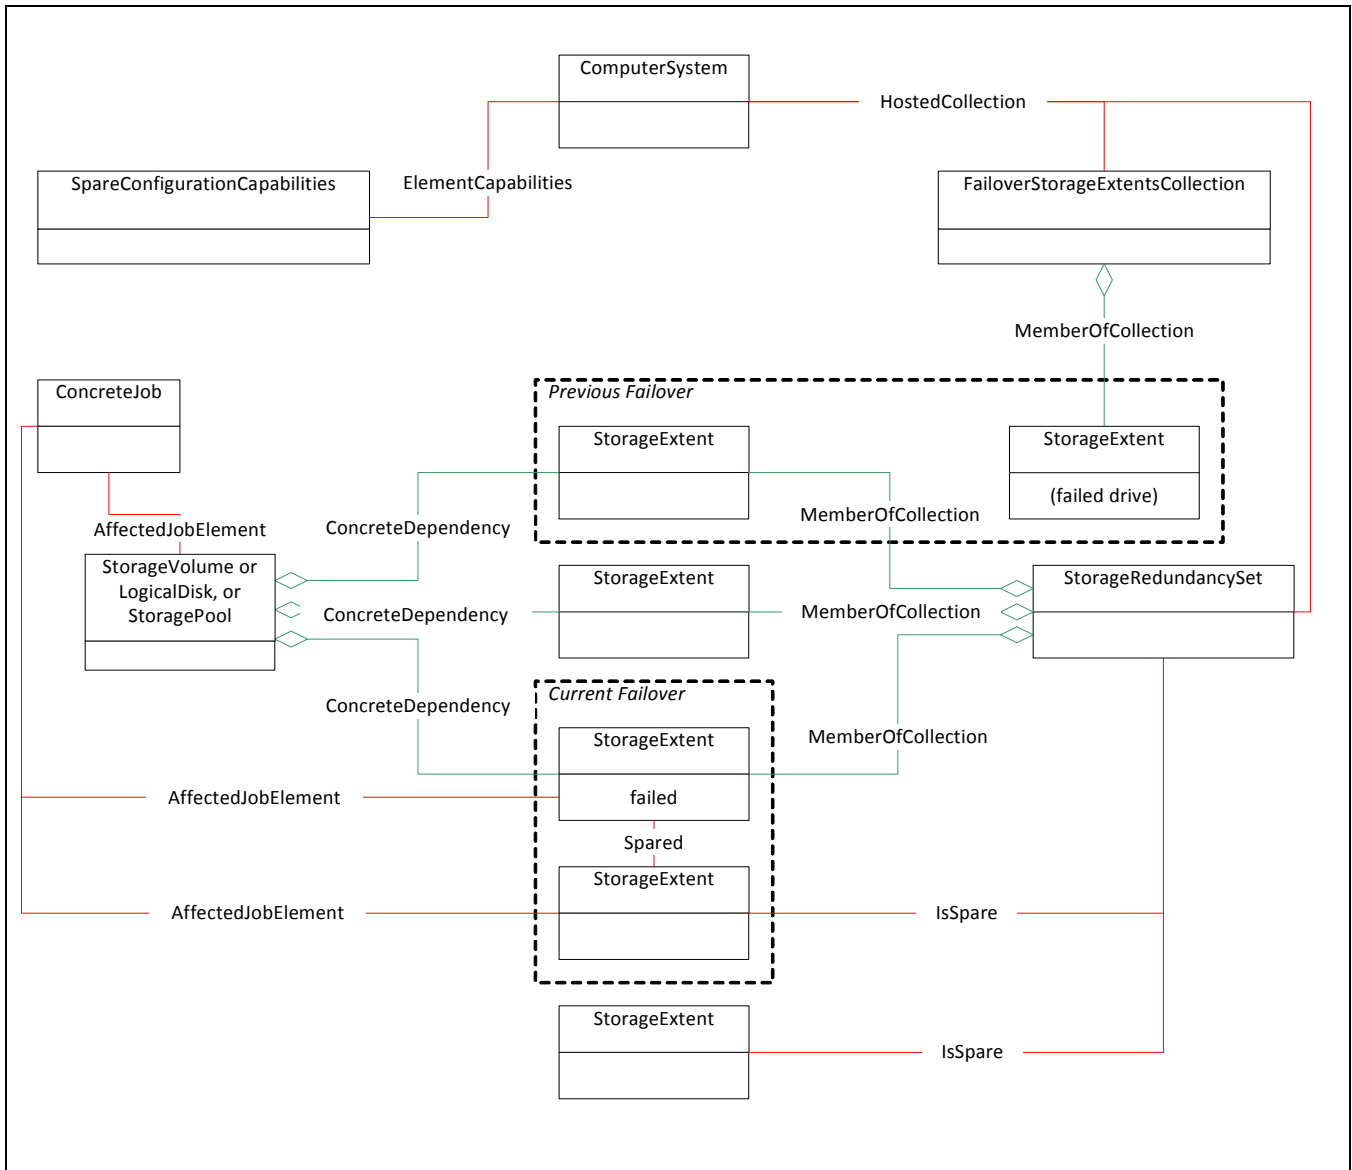 ComputerSystem
HostedCollection
SpareConfigurationCapabilities
ElementCapabilities
FailoverStorageExtentsCollection
MemberOfCollection
ConcreteJob
Previous Failover
StorageExtent
StorageExtent
(failed drive)
AffectedJobElement
ConcreteDependency
MemberOfCollection
StorageVolume or
LogicalDisk, or
StoragePool
StorageExtent
StorageRedundancySet
ConcreteDependency
MemberOfCollection
Current Failover
ConcreteDependency
StorageExtent
MemberOfCollection
AffectedJobElement
failed
Spared
StorageExtent
AffectedJobElement
IsSpare
StorageExtent
IsSpare